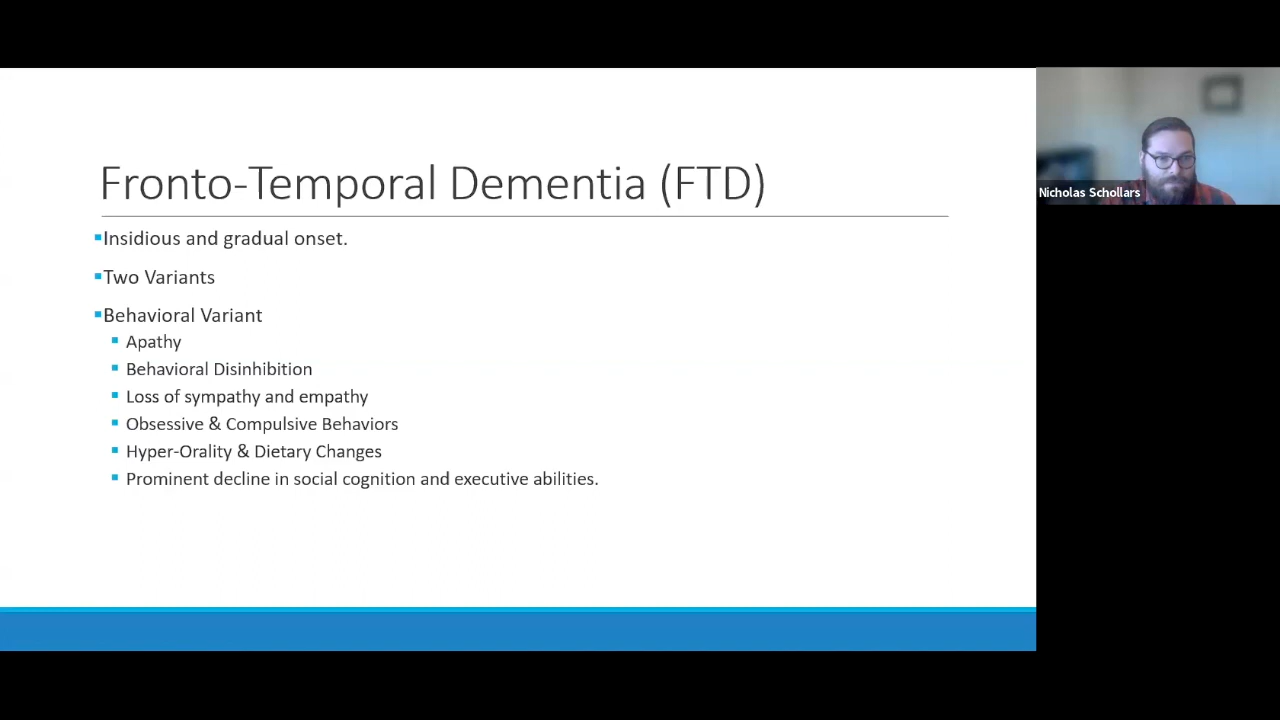 Fronto-Temporal Dementia (FTD)
Insidious and gradual onset.
Two Variants
Behavioral Variant
Apathy
Behavioral Disinhibition
Loss of sympathy and empathy
Obsessive & Compulsive Behaviors
Hyper-Orality & Dietary Changes
Prominent decline in social cognition and executive abilities.
Nicholas Schollars